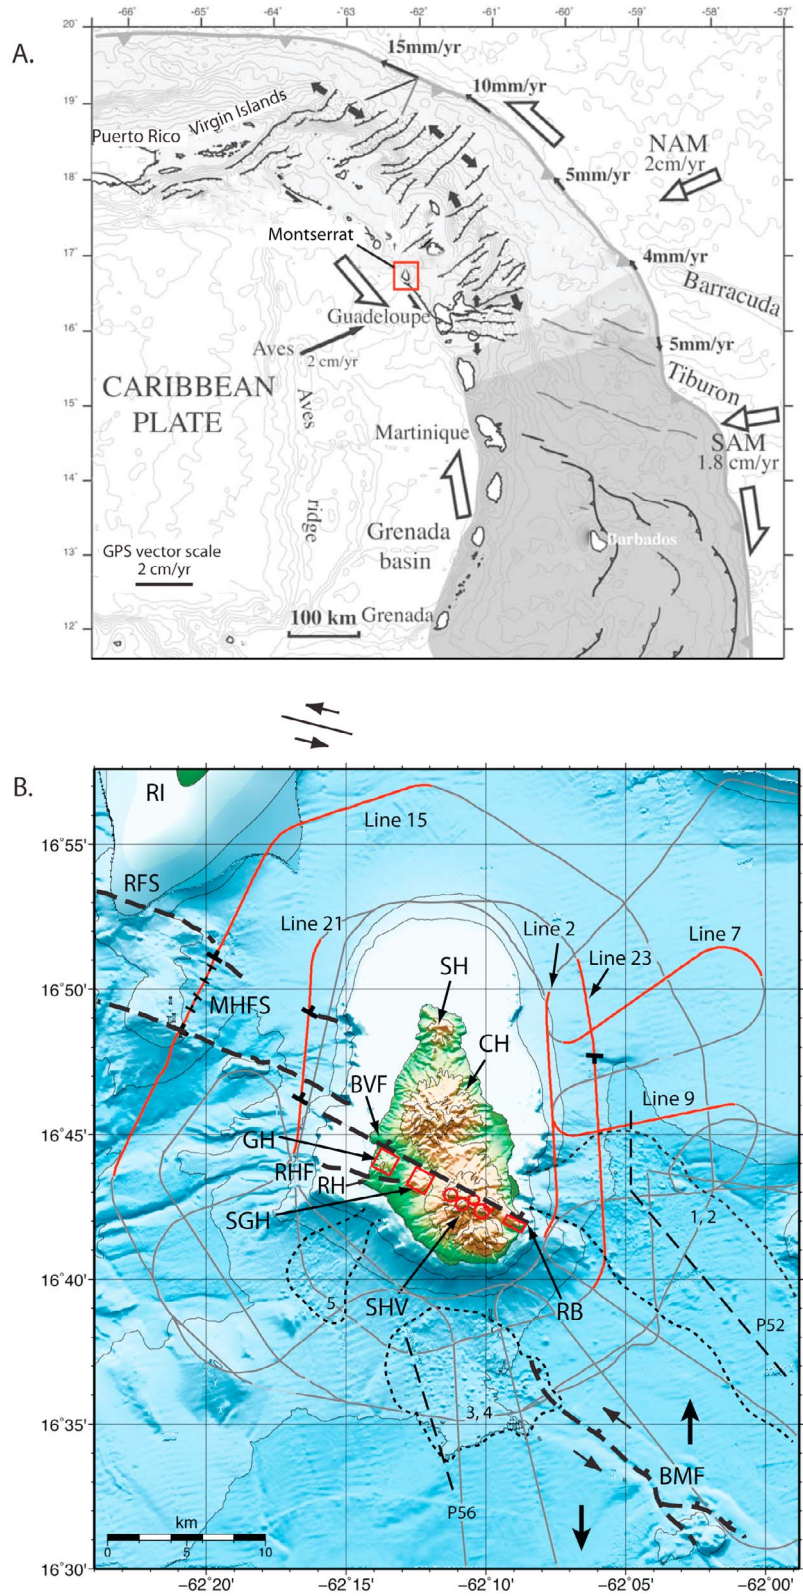 A.
-66 -65 -64 -63 -62 -61 -60 -59 -58 -57
20˚
15mm/yr
10mm/yr
19˚
Virgin Islands
Puerto Rico
NAM
2cm/yr
5mm/yr
18˚
Montserrat
17˚
4mm/yr
Barracuda
Guadeloupe
16˚
5mm/yr
Aves
2 cm/yr
Tiburon
CARIBBEAN
PLATE
Aves
ridge
15˚
SAM
1.8 cm/yr
Martinique
14˚
Grenada
basin
Barbados
GPS vector scale
2 cm/yr
13˚
100 km
Grenada
12˚
B.
RI
Line 15
16˚55'
RFS
Line 21
Line 2
Line 7
Line 23
SH
16˚50'
MHFS
CH
BVF
Line 9
16˚45'
GH
RHF
RH
SGH
1, 2
16˚40'
5
SHV
RB
P52
3, 4
16˚35'
BMF
P56
km
0 10
16˚30'
−62˚20' −62˚15' −62˚10' −62˚05' −62˚00'